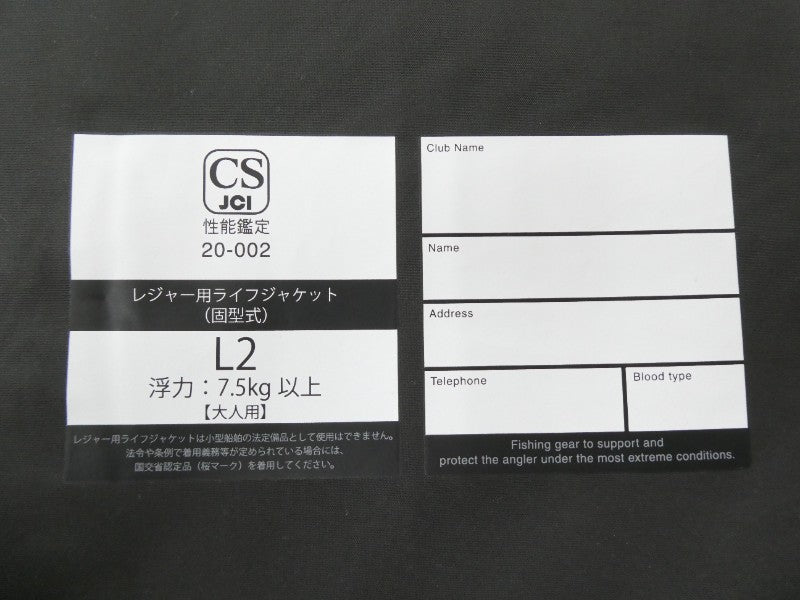 CS
JCI
性能鑑定
20-002
レジャー用ライフジャケット
（固型式）
L2
浮力：7.5kg 以上
【大人用】
レジャー用ライフジャケットは小型船舶の法定備品として使用はできません。
法令や条例で着用義務等が定められている場合には、
国交省認定品（桜マーク）を着用してください。
Club Name
Name
Address
Telephone
Blood type
Fishing gear to support and
protect the angler under the most extreme conditions.